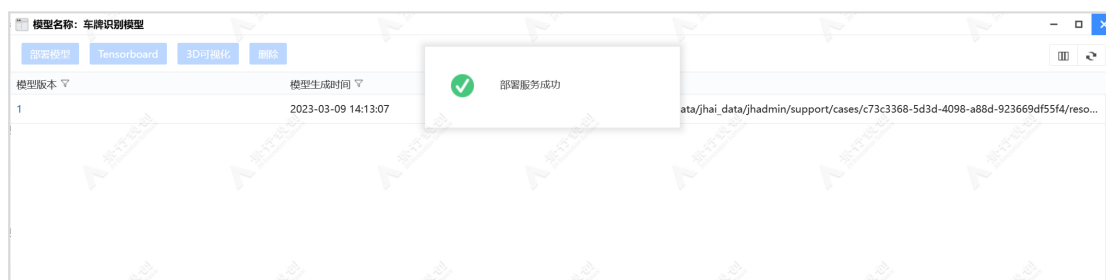 模型名称：车牌识别模型
部署模型 Tensorboard 3D可视化 删除
部署服务成功
模型版本 模型生成时间
1 2023-03-09 14:13:07 ata/jhai_data/jhadmin/support/cases/c73c3368-5d3d-4098-a88d-923669df55f4/reso...